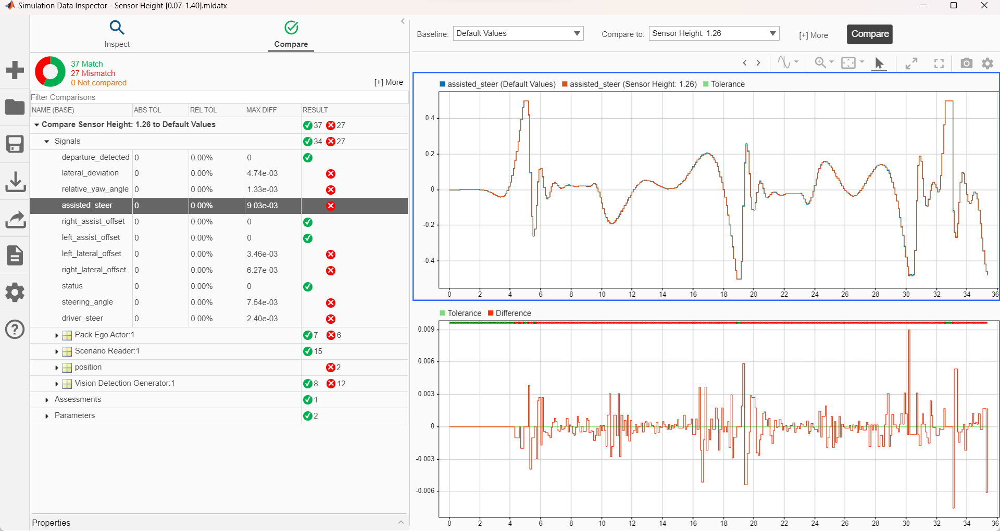 Simulation Data Inspector - Sensor Height [0.07-1.40].mldatx
Inspect
Compare
37 Match
27 Mismatch
0 Not compared
[+] More
Filter Comparisons
NAME (BASE) ABS TOL REL TOL MAX DIFF RESULT
Compare Sensor Height: 1.26 to Default Values 37 27
Signals 34 27
departure_detected 0 0.00% 0
lateral_deviation 0 0.00% 4.74e-03
relative_yaw_angle 0 0.00% 1.33e-03
assisted_steer 0 0.00% 9.03e-03
right_assist_offset 0 0.00% 0
left_assist_offset 0 0.00% 0
left_lateral_offset 0 0.00% 3.46e-03
right_lateral_offset 0 0.00% 6.27e-03
status 0 0.00% 0
steering_angle 0 0.00% 7.54e-03
driver_steer 0 0.00% 2.40e-03
Pack Ego Actor:1 7 6
Scenario Reader:1 15
position 2
Vision Detection Generator:1 8 12
Assessments 1
Parameters 2
Properties
Baseline: Default Values Compare to: Sensor Height: 1.26 [+] More Compare
assisted_steer (Default Values) assisted_steer (Sensor Height: 1.26) Tolerance
0.4
0.2
0
-0.2
-0.4
0 2 4 6 8 10 12 14 16 18 20 22 24 26 28 30 32 34 36
Tolerance Difference
0.009
0.006
0.003
0
-0.003
-0.006
0 2 4 6 8 10 12 14 16 18 20 22 24 26 28 30 32 34 36